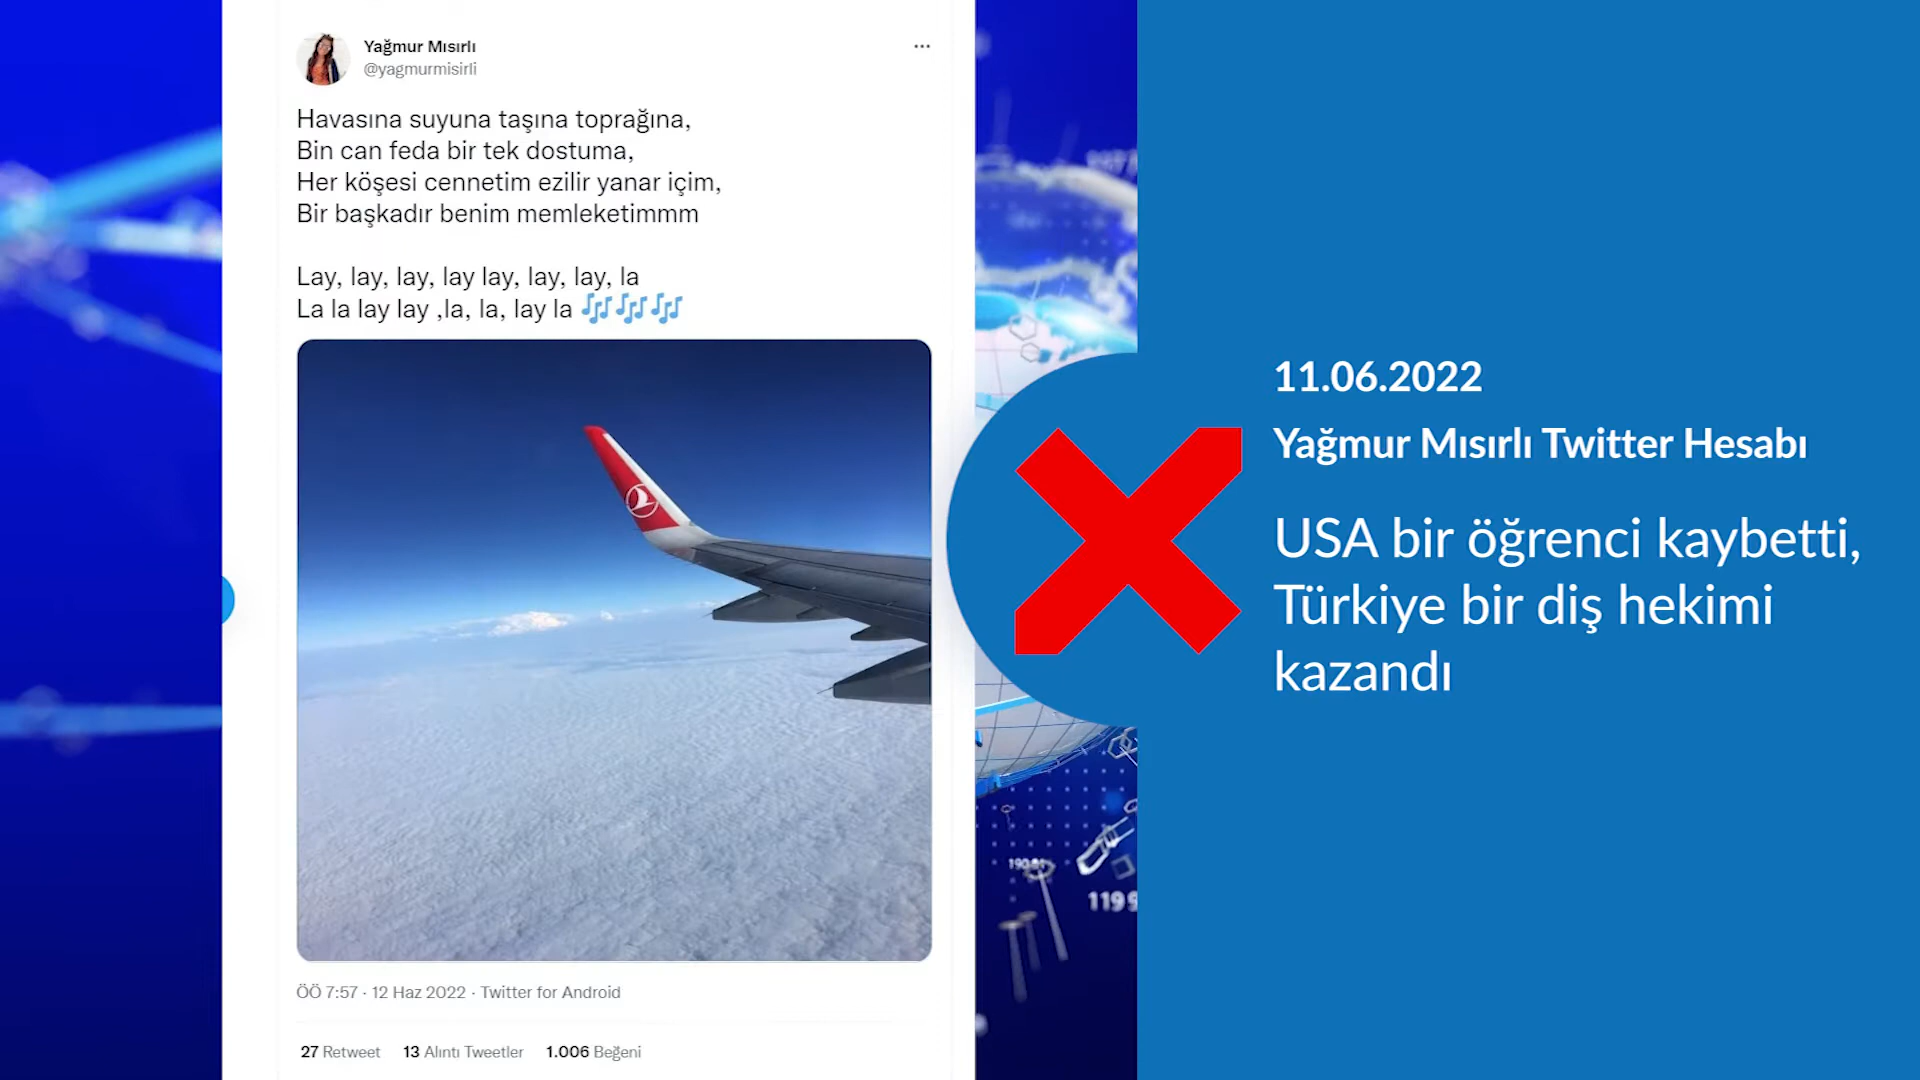 Yağmur Mısırlı
@yagmurmisirli
Havasına suyuna taşına toprağına,
Bin can feda bir tek dostuma,
Her köşesi cennetim ezilir yanar içim,
Bir başkadır benim memleketimmm
Lay, lay, lay, lay lay, lay, lay, la
La la lay lay ,la, la, lay la
ÖÖ 7:57 · 12 Haz 2022 · Twitter for Android
27 Retweet 13 Alıntı Tweetler 1.006 Beğeni
11.06.2022
Yağmur Mısırlı Twitter Hesabı
USA bir öğrenci kaybetti,
Türkiye bir diş hekimi
kazandı